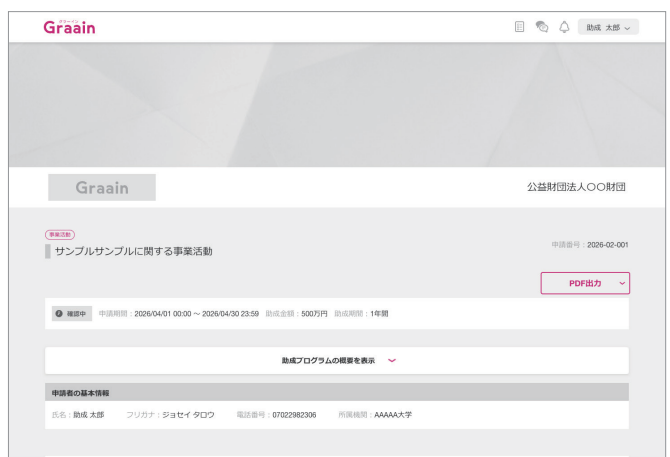 グラーイン
Graain
助成 太郎
Graain
公益財団法人〇〇財団
事業活動
サンプルサンプルに関する事業活動
申請番号：2026-02-001
PDF出力
確認中 申請期間：2026/04/01 00:00 ～ 2026/04/30 23:59 助成金額：500万円 助成期間：1年間
助成プログラムの概要を表示
申請者の基本情報
氏名：助成 太郎 フリガナ：ジョセイ タロウ 電話番号：07022982306 所属機関：AAAAA大学